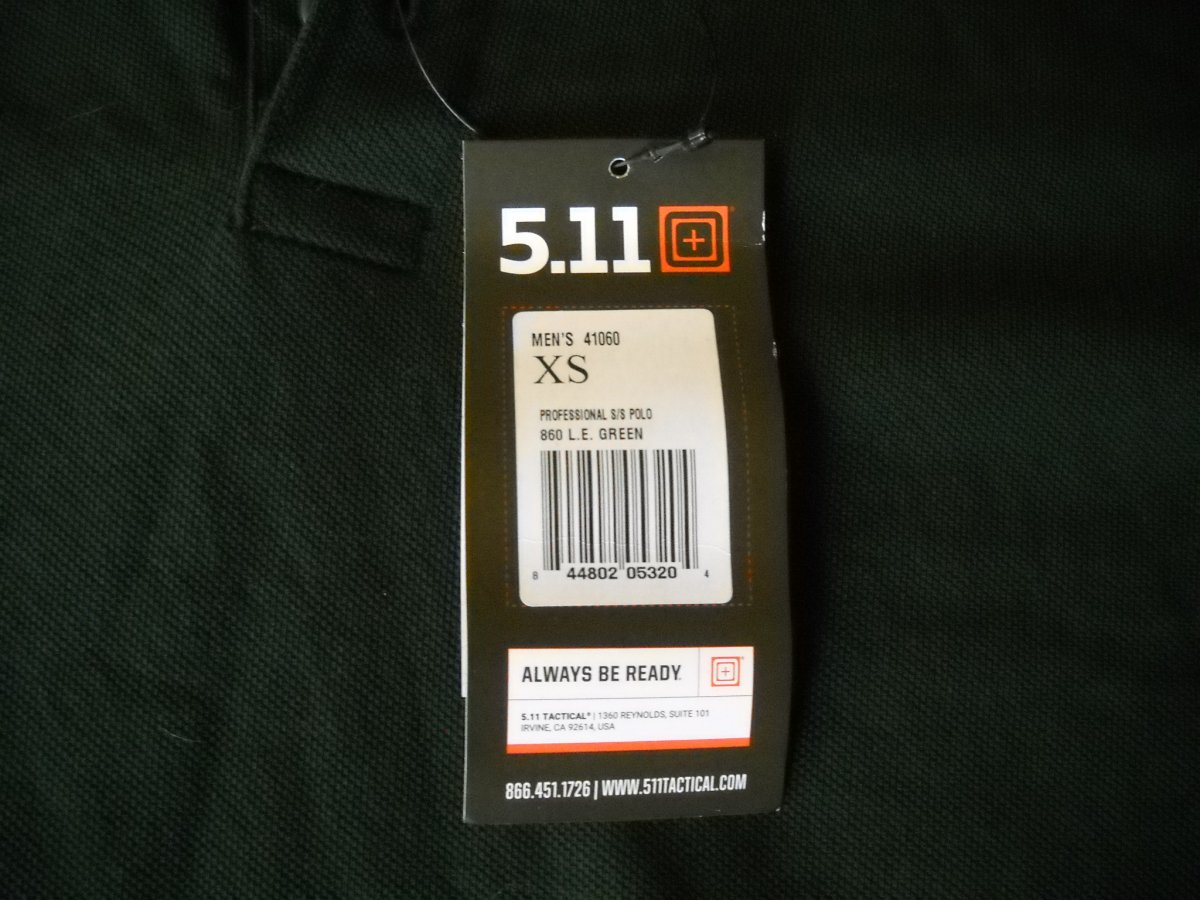 5.11
MEN'S 41060
XS
PROFESSIONAL S/S POLO
860 L.E. GREEN
8 44802 05320 4
ALWAYS BE READY.
5.11 TACTICAL® | 1360 REYNOLDS, SUITE 101
IRVINE, CA 92614, USA
866.451.1726 | WWW.511TACTICAL.COM